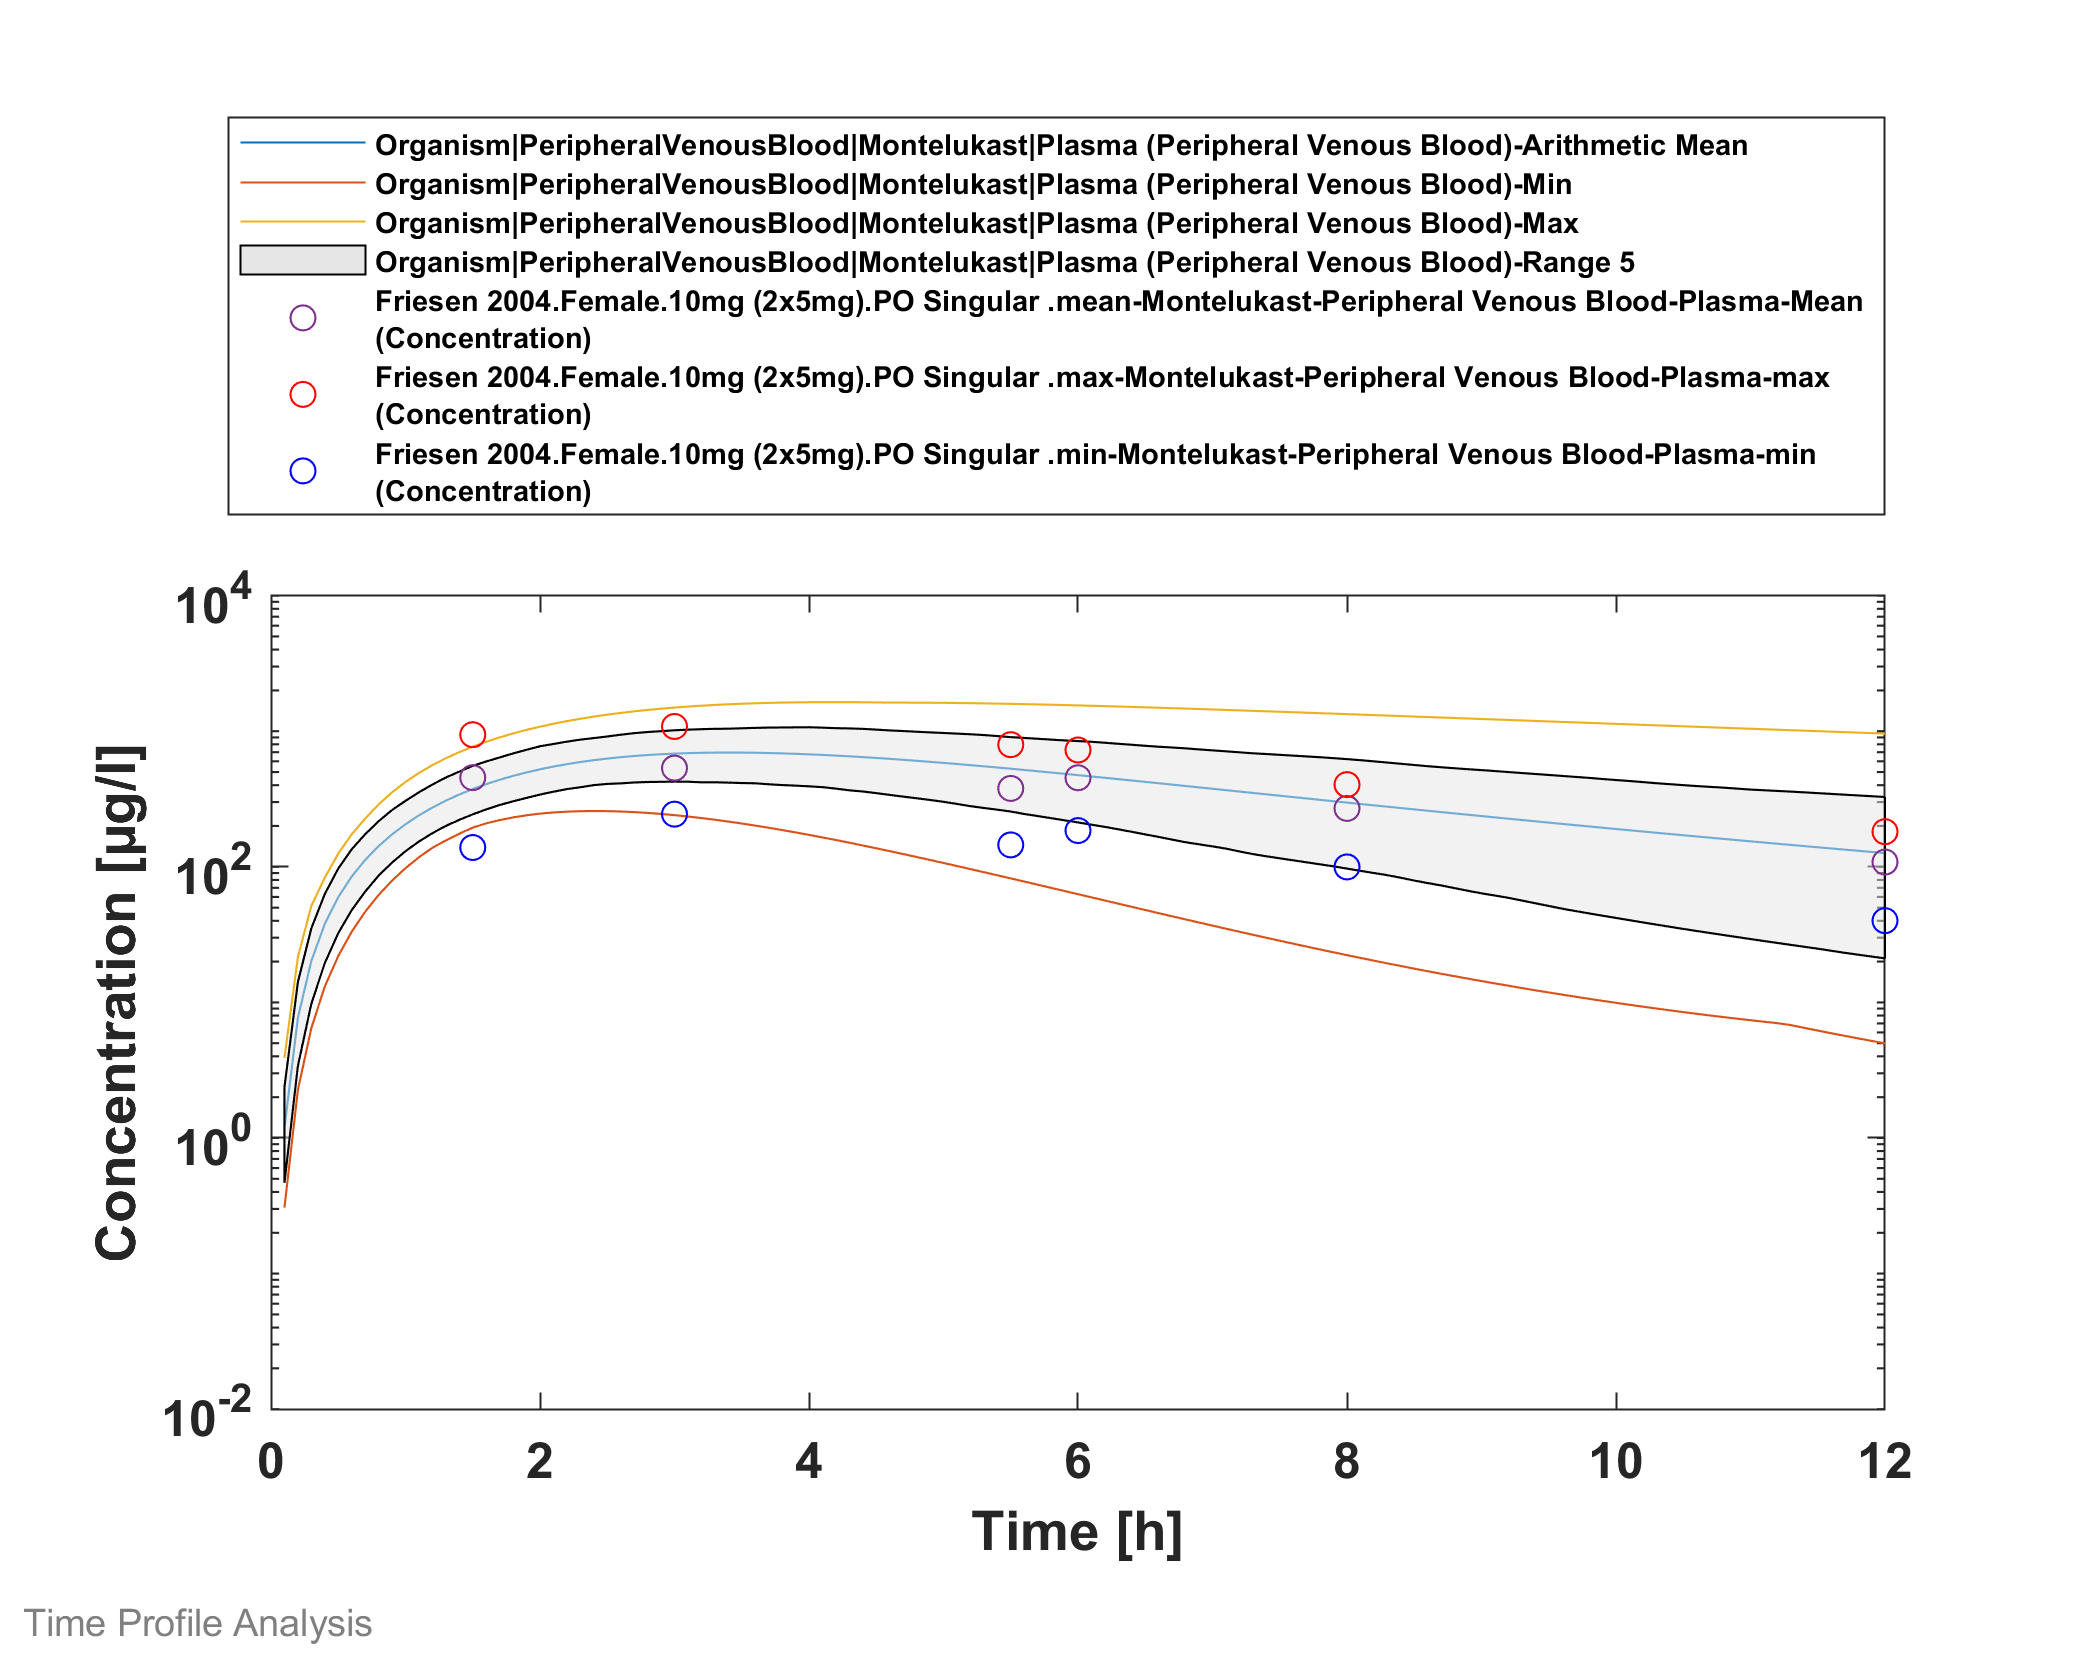 Organism|PeripheralVenousBlood|Montelukast|Plasma (Peripheral Venous Blood)-Arithmetic Mean
Organism|PeripheralVenousBlood|Montelukast|Plasma (Peripheral Venous Blood)-Min
Organism|PeripheralVenousBlood|Montelukast|Plasma (Peripheral Venous Blood)-Max
Organism|PeripheralVenousBlood|Montelukast|Plasma (Peripheral Venous Blood)-Range 5
Friesen 2004.Female.10mg (2x5mg).PO Singular .mean-Montelukast-Peripheral Venous Blood-Plasma-Mean
(Concentration)
Friesen 2004.Female.10mg (2x5mg).PO Singular .max-Montelukast-Peripheral Venous Blood-Plasma-max
(Concentration)
Friesen 2004.Female.10mg (2x5mg).PO Singular .min-Montelukast-Peripheral Venous Blood-Plasma-min
(Concentration)
10^4
10^2
10^0
10^-2
Concentration [µg/l]
0 2 4 6 8 10 12
Time [h]
Time Profile Analysis